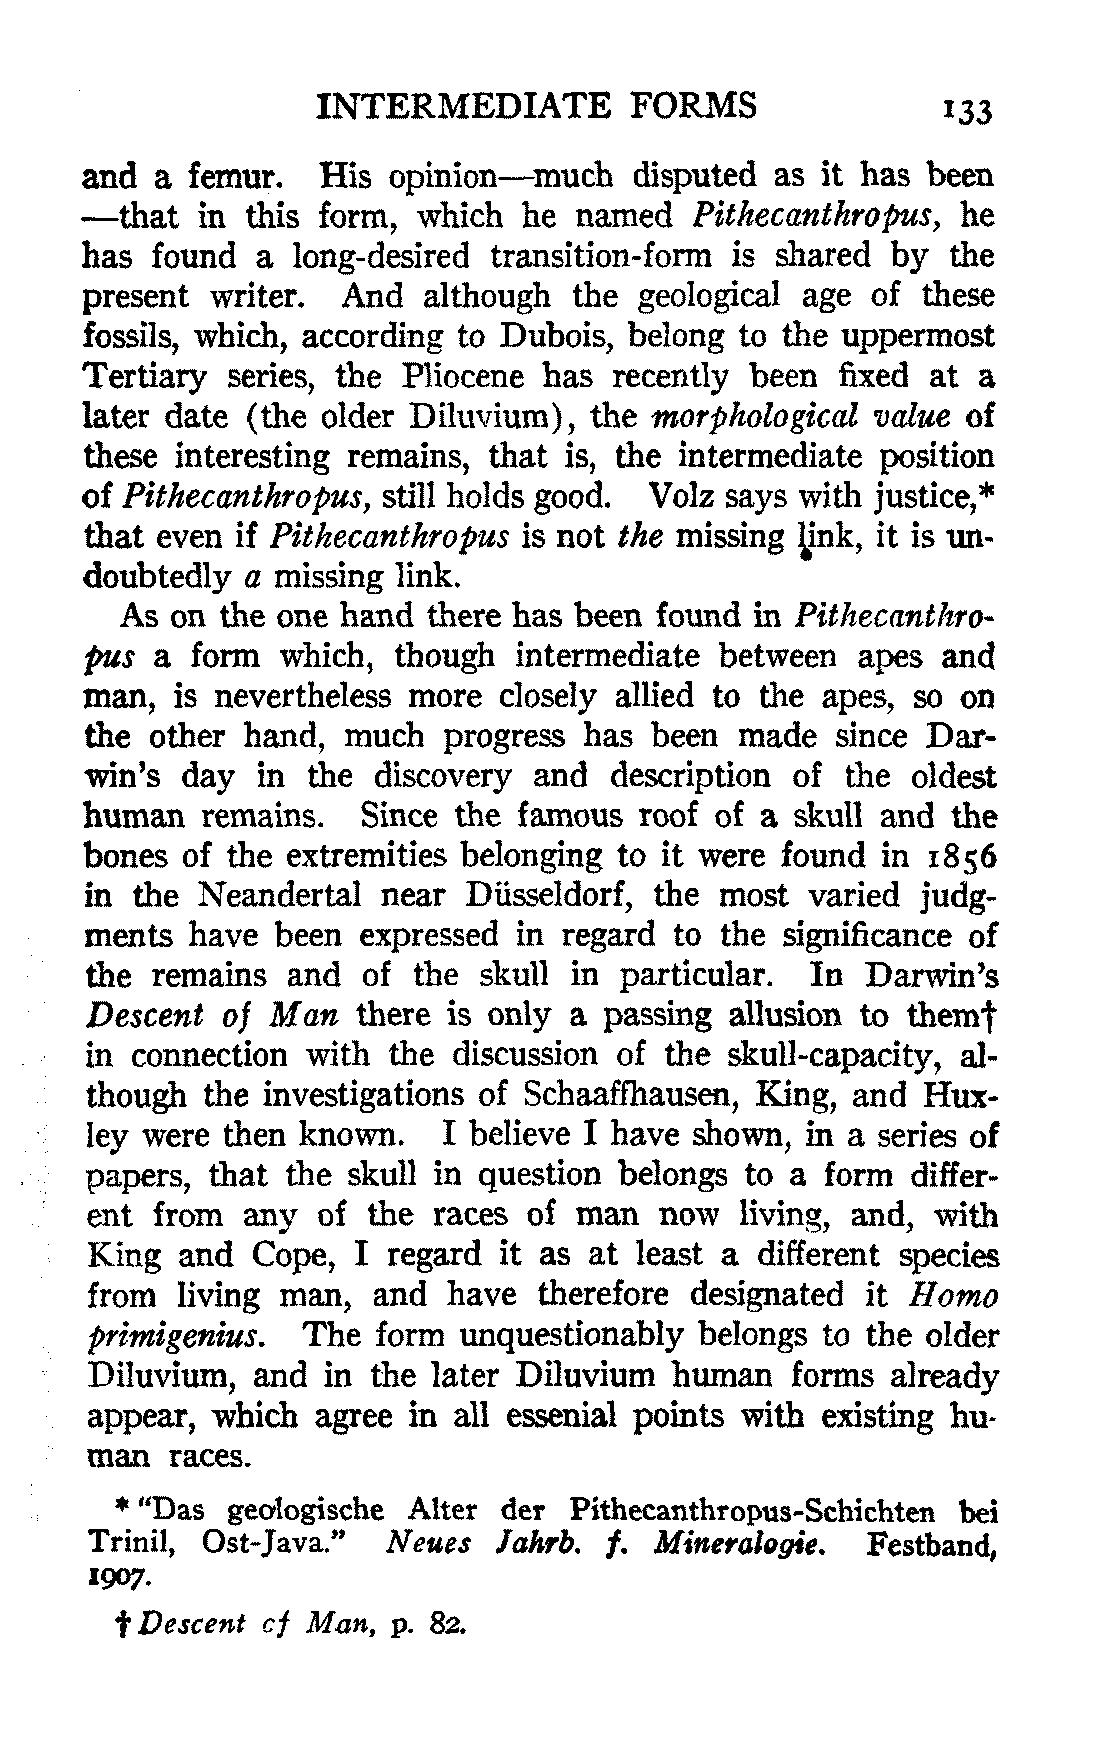 INTERMEDIATE FORMS 133
and a femur. His opinion—much disputed as it has been
—that in this form, which he named Pithecanthropus, he
has found a long-desired transition-form is shared by the
present writer. And although the geological age of these
fossils, which, according to Dubois, belong to the uppermost
Tertiary series, the Pliocene has recently been fixed at a
later date (the older Diluvium), the morphological value of
these interesting remains, that is, the intermediate position
of Pithecanthropus, still holds good. Volz says with justice,*
that even if Pithecanthropus is not the missing link, it is un-
doubtedly a missing link.
As on the one hand there has been found in Pithecanthro-
pus a form which, though intermediate between apes and
man, is nevertheless more closely allied to the apes, so on
the other hand, much progress has been made since Dar-
win's day in the discovery and description of the oldest
human remains. Since the famous roof of a skull and the
bones of the extremities belonging to it were found in 1856
in the Neandertal near Düsseldorf, the most varied judg-
ments have been expressed in regard to the significance of
the remains and of the skull in particular. In Darwin's
Descent of Man there is only a passing allusion to them†
in connection with the discussion of the skull-capacity, al-
though the investigations of Schaaffhausen, King, and Hux-
ley were then known. I believe I have shown, in a series of
papers, that the skull in question belongs to a form differ-
ent from any of the races of man now living, and, with
King and Cope, I regard it as at least a different species
from living man, and have therefore designated it Homo
primigenius. The form unquestionably belongs to the older
Diluvium, and in the later Diluvium human forms already
appear, which agree in all essenial points with existing hu-
man races.
* "Das geologische Alter der Pithecanthropus-Schichten bei
Trinil, Ost-Java." Neues Jahrb. f. Mineralogie. Festband,
1907.
† Descent cf Man, p. 82.